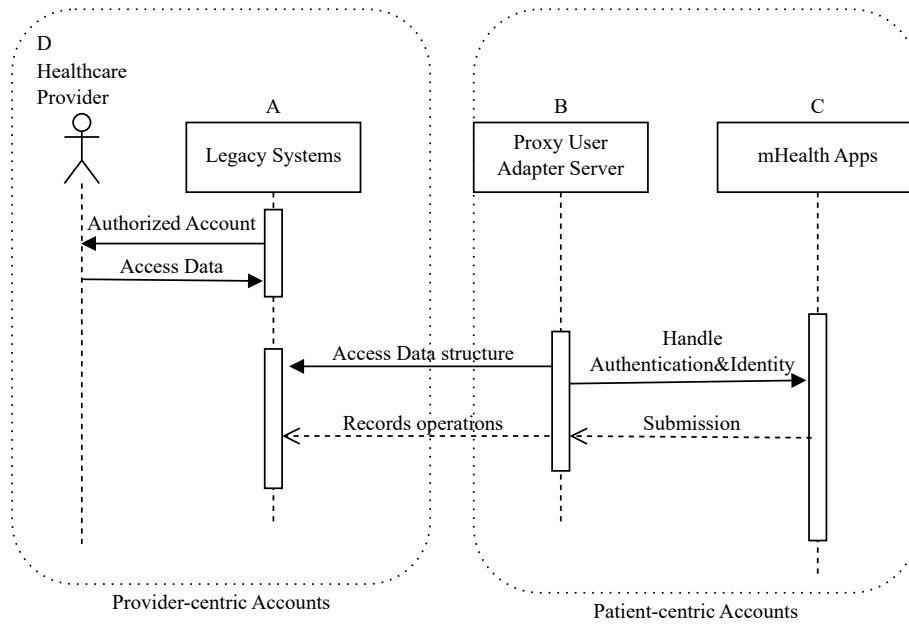 D
Healthcare
Provider
A
Legacy Systems
B
Proxy User
Adapter Server
C
mHealth Apps
Authorized Account
Access Data
Access Data structure
Handle
Authentication&Identity
Records operations
Submission
Provider-centric Accounts
Patient-centric Accounts